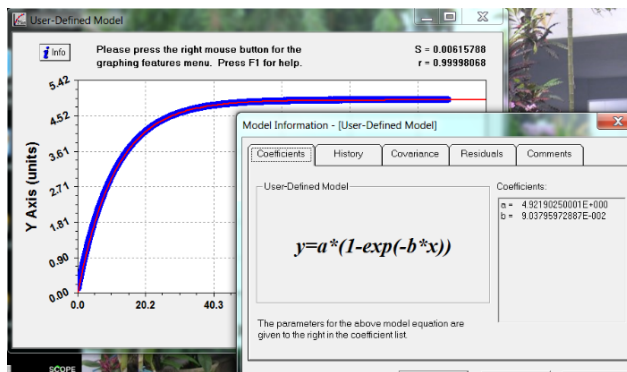 User-Defined Model
Info
Please press the right mouse button for the
graphing features menu. Press F1 for help.
S = 0.00615788
r = 0.99998068
Y Axis (units)
5.42
4.52
3.61
2.71
1.81
0.90
0.00
0.0
20.2
40.3
Model Information - [User-Defined Model]
Coefficients
History
Covariance
Residuals
Comments
User-Defined Model
y=a*(1-exp(-b*x))
Coefficients:
a = 4.92190250001E+000
b = 9.03795972887E-002
The parameters for the above model equation are
given to the right in the coefficient list.
SCOPE